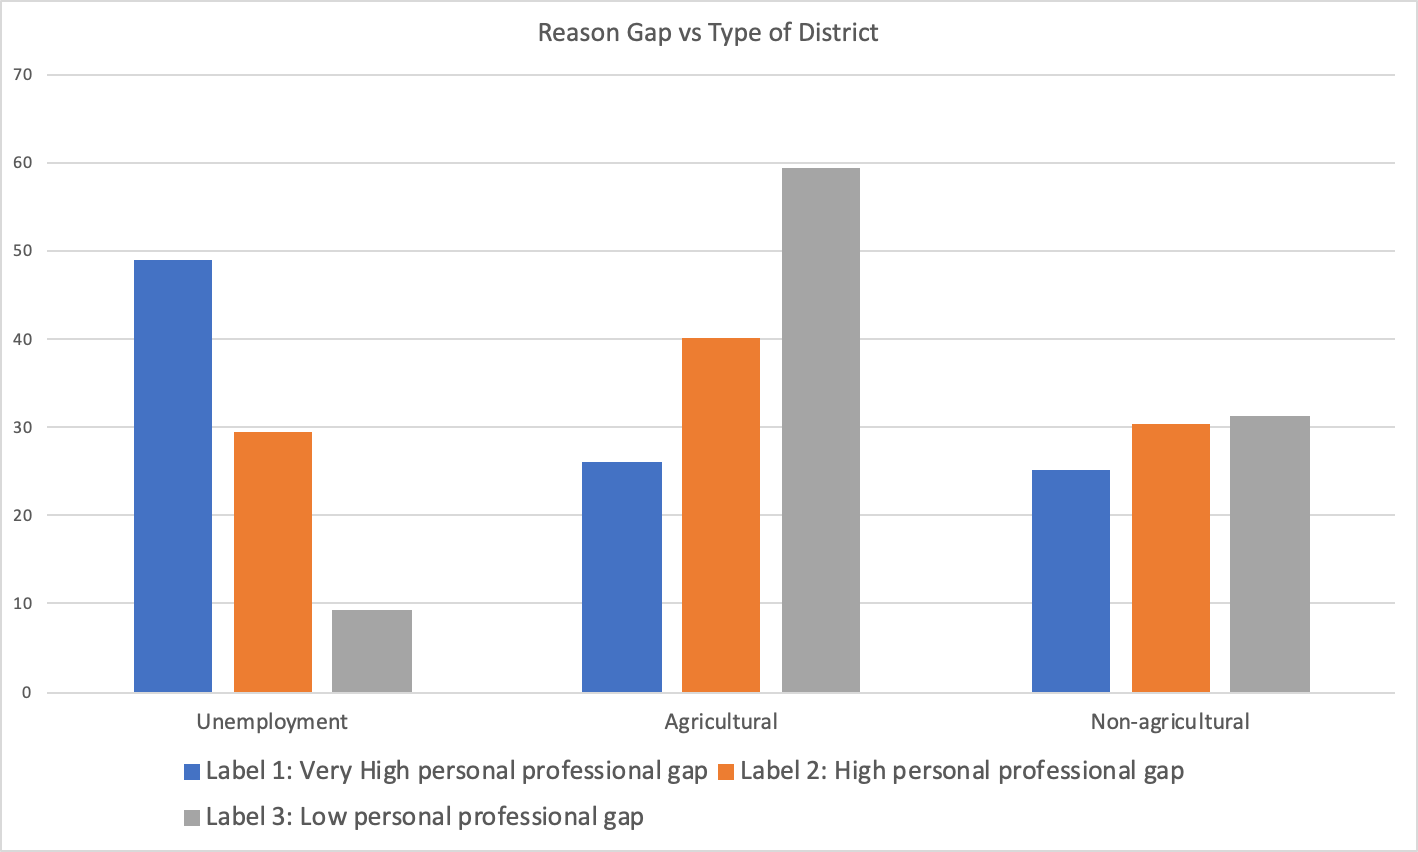 Reason Gap vs Type of District
70
60
50
40
30
20
10
0
Unemployment Agricultural Non-agricultural
Label 1: Very High personal professional gap Label 2: High personal professional gap
Label 3: Low personal professional gap